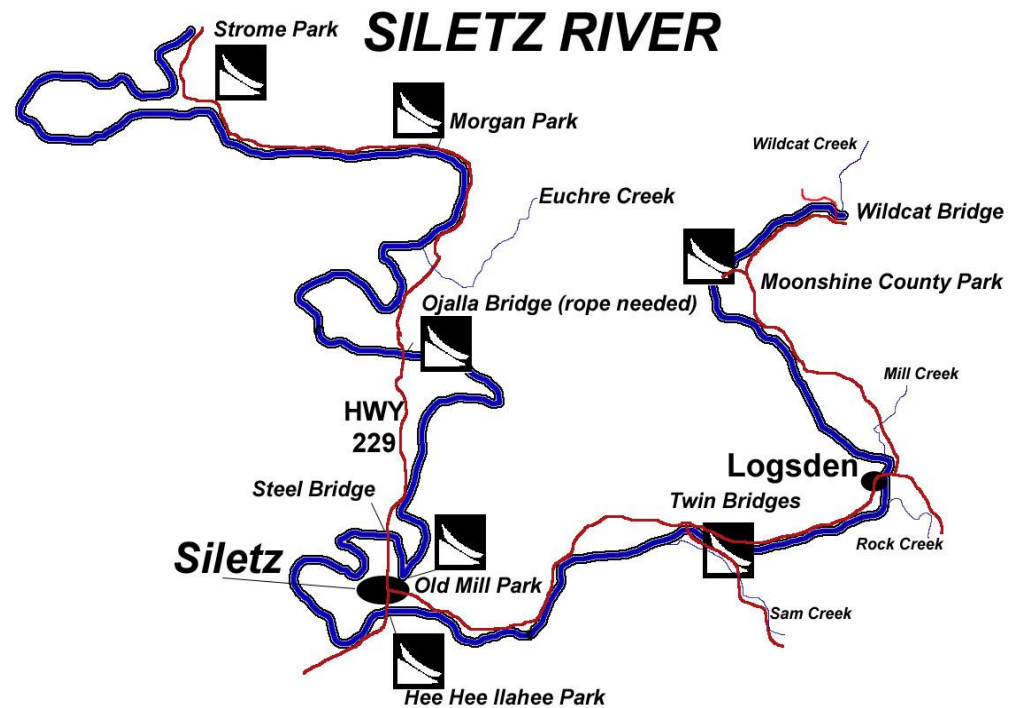 SILETZ RIVER
Strome Park
Morgan Park
Wildcat Creek
Euchre Creek
Wildcat Bridge
Moonshine County Park
Ojalla Bridge (rope needed)
Mill Creek
HWY
229
Logsden
Steel Bridge
Twin Bridges
Rock Creek
Siletz
Old Mill Park
Sam Creek
Hee Hee Ilahee Park